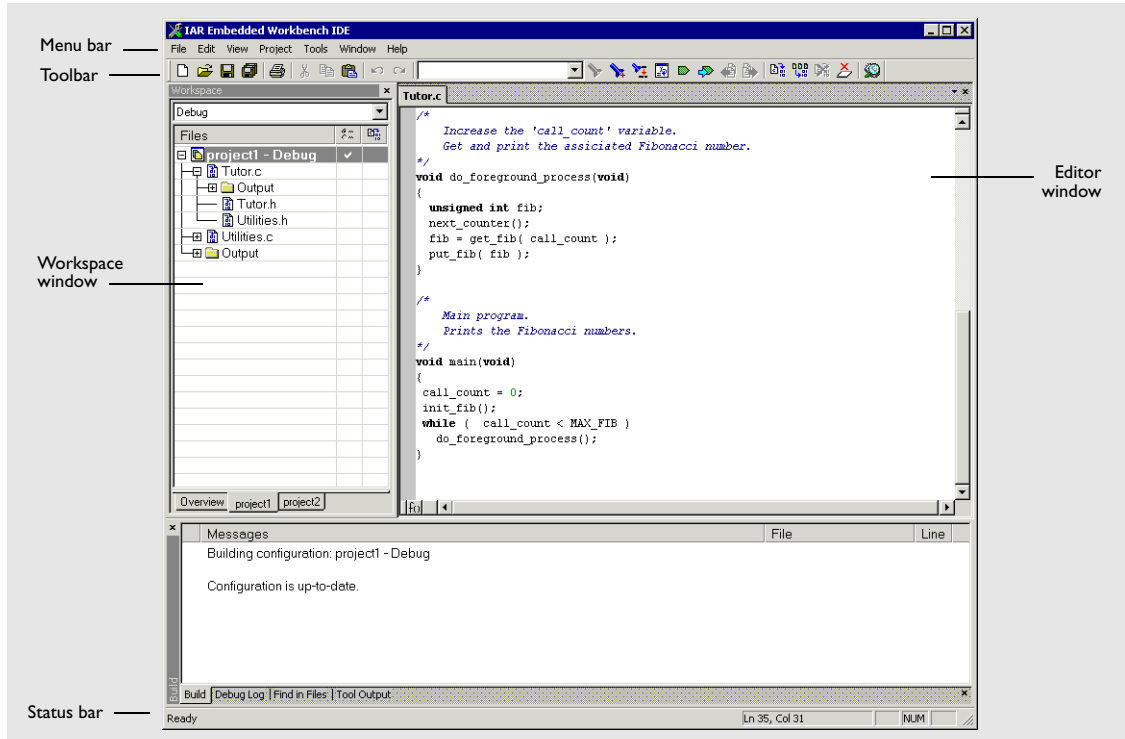 IAR Embedded Workbench IDE
Menu bar
File Edit View Project Tools Window Help
Toolbar
Workspace
Debug
Files
project1 - Debug
Tutor.c
Output
Tutor.h
Utilities.h
Utilities.c
Output
Overview project1 project2
Workspace
window
Tutor.c
/*
Increase the 'call_count' variable.
Get and print the assiciated Fibonacci number.
*/
void do_foreground_process(void)
{
unsigned int fib;
next_counter();
fib = get_fib( call_count );
put_fib( fib );
}
/*
Main program.
Prints the Fibonacci numbers.
*/
void main(void)
{
call_count = 0;
init_fib();
while ( call_count < MAX_FIB )
do_foreground_process();
}
f()
Editor
window
Messages File Line
Building configuration: project1 - Debug
Configuration is up-to-date.
Build
Build Debug Log Find in Files Tool Output
Status bar
Ready Ln 35, Col 31 NUM